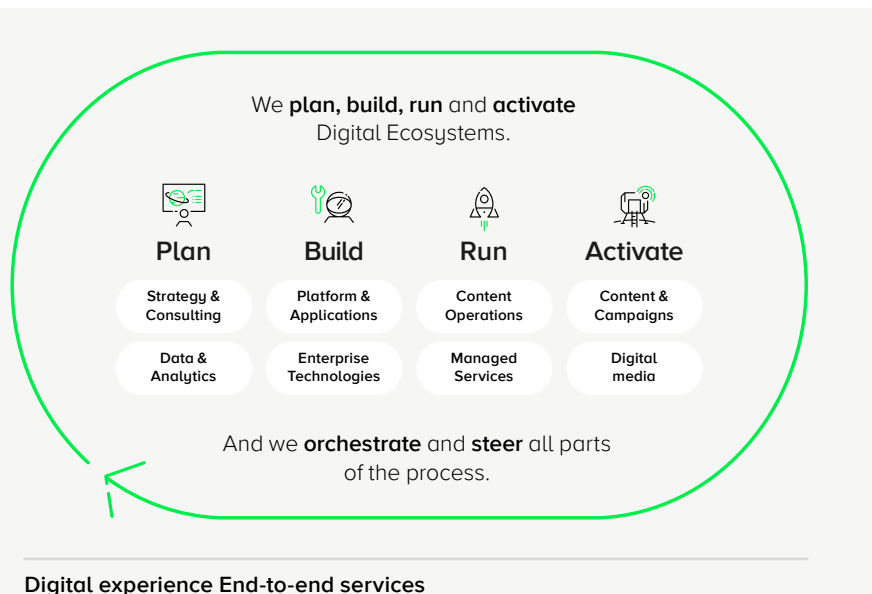 We plan, build, run and activate
Digital Ecosystems.
Plan
Build
Run
Activate
Strategy &
Consulting
Platform &
Applications
Content
Operations
Content &
Campaigns
Data &
Analytics
Enterprise
Technologies
Managed
Services
Digital
media
And we orchestrate and steer all parts
of the process.
Digital experience End-to-end services